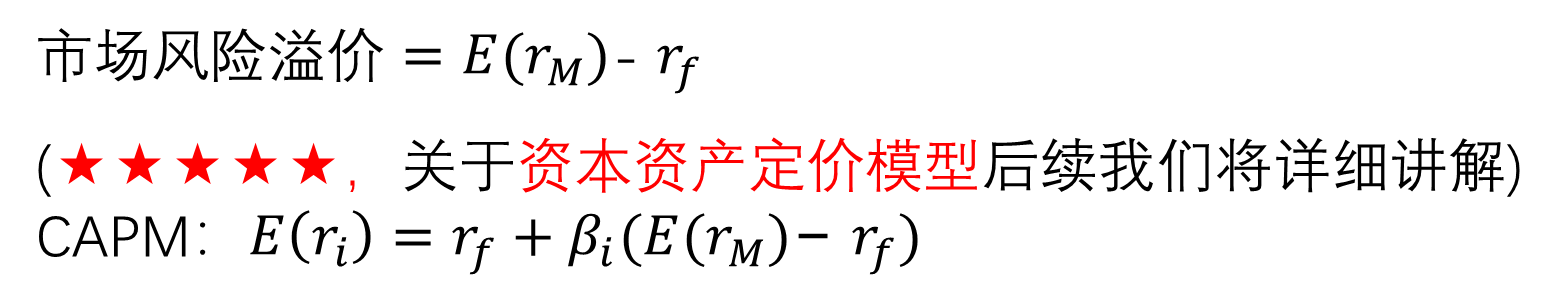 市场风险溢价 = E(r_M) - r_f
(★★★★★，关于资本资产定价模型后续我们将详细讲解)
CAPM：E(r_i) = r_f + β_i(E(r_M) − r_f)